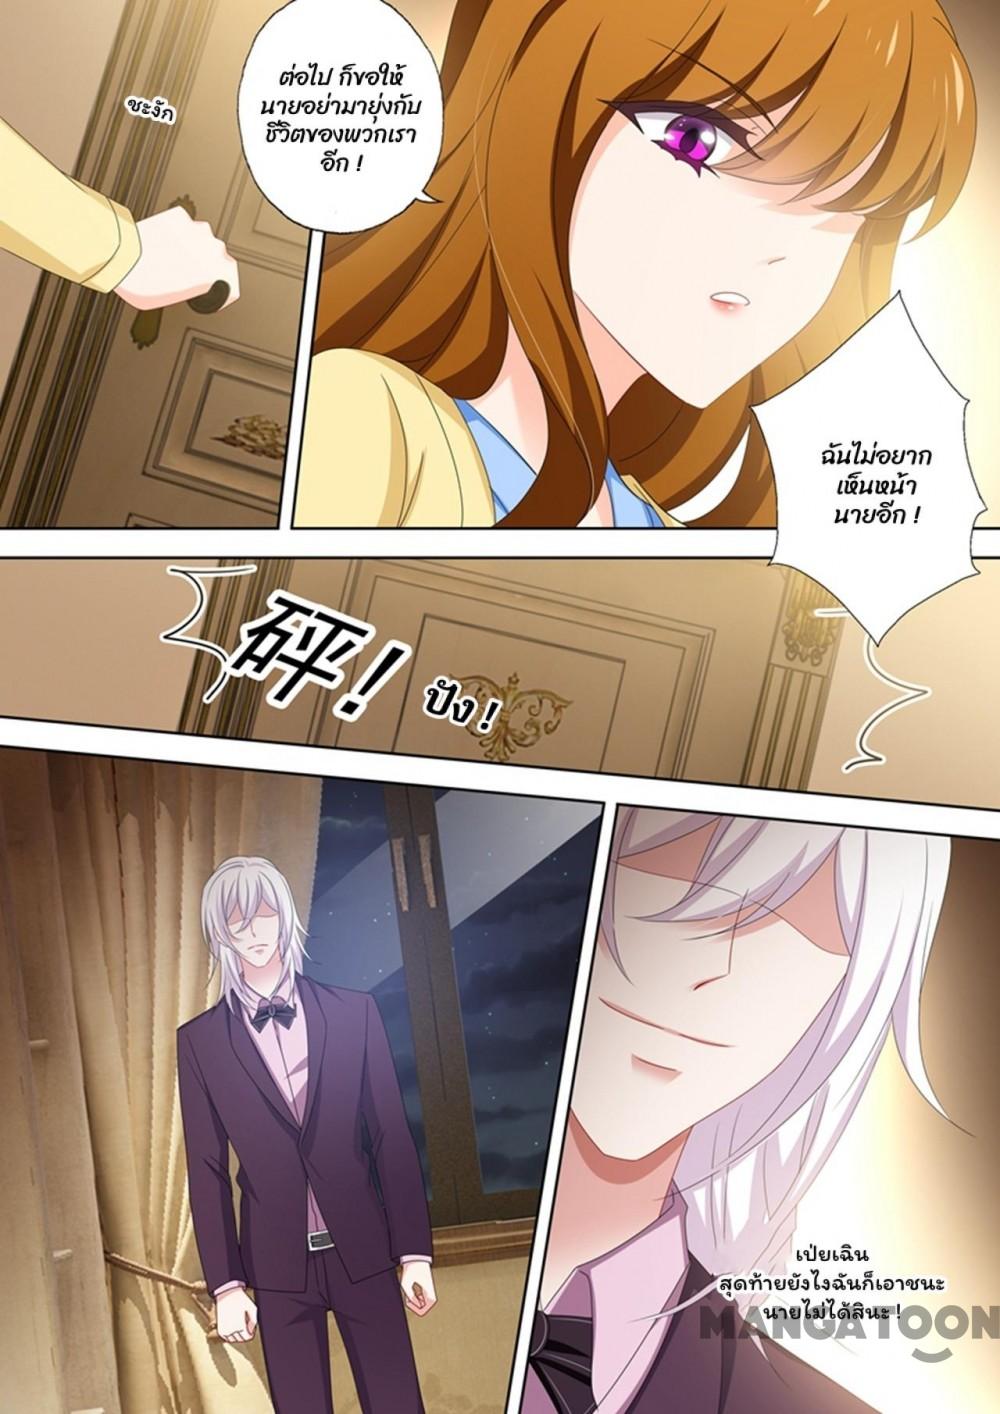 ชะงัก
ต่อไป ก็ขอให้
นายอย่ามายุ่งกับ
ชีวิตของพวกเรา
อีก !
ฉันไม่อยาก
เห็นหน้า
นายอีก !
砰！
ปัง !
เป่ยเฉิน
สุดท้ายยังไงฉันก็เอาชนะ
นายไม่ได้สินะ !
MANGATOON